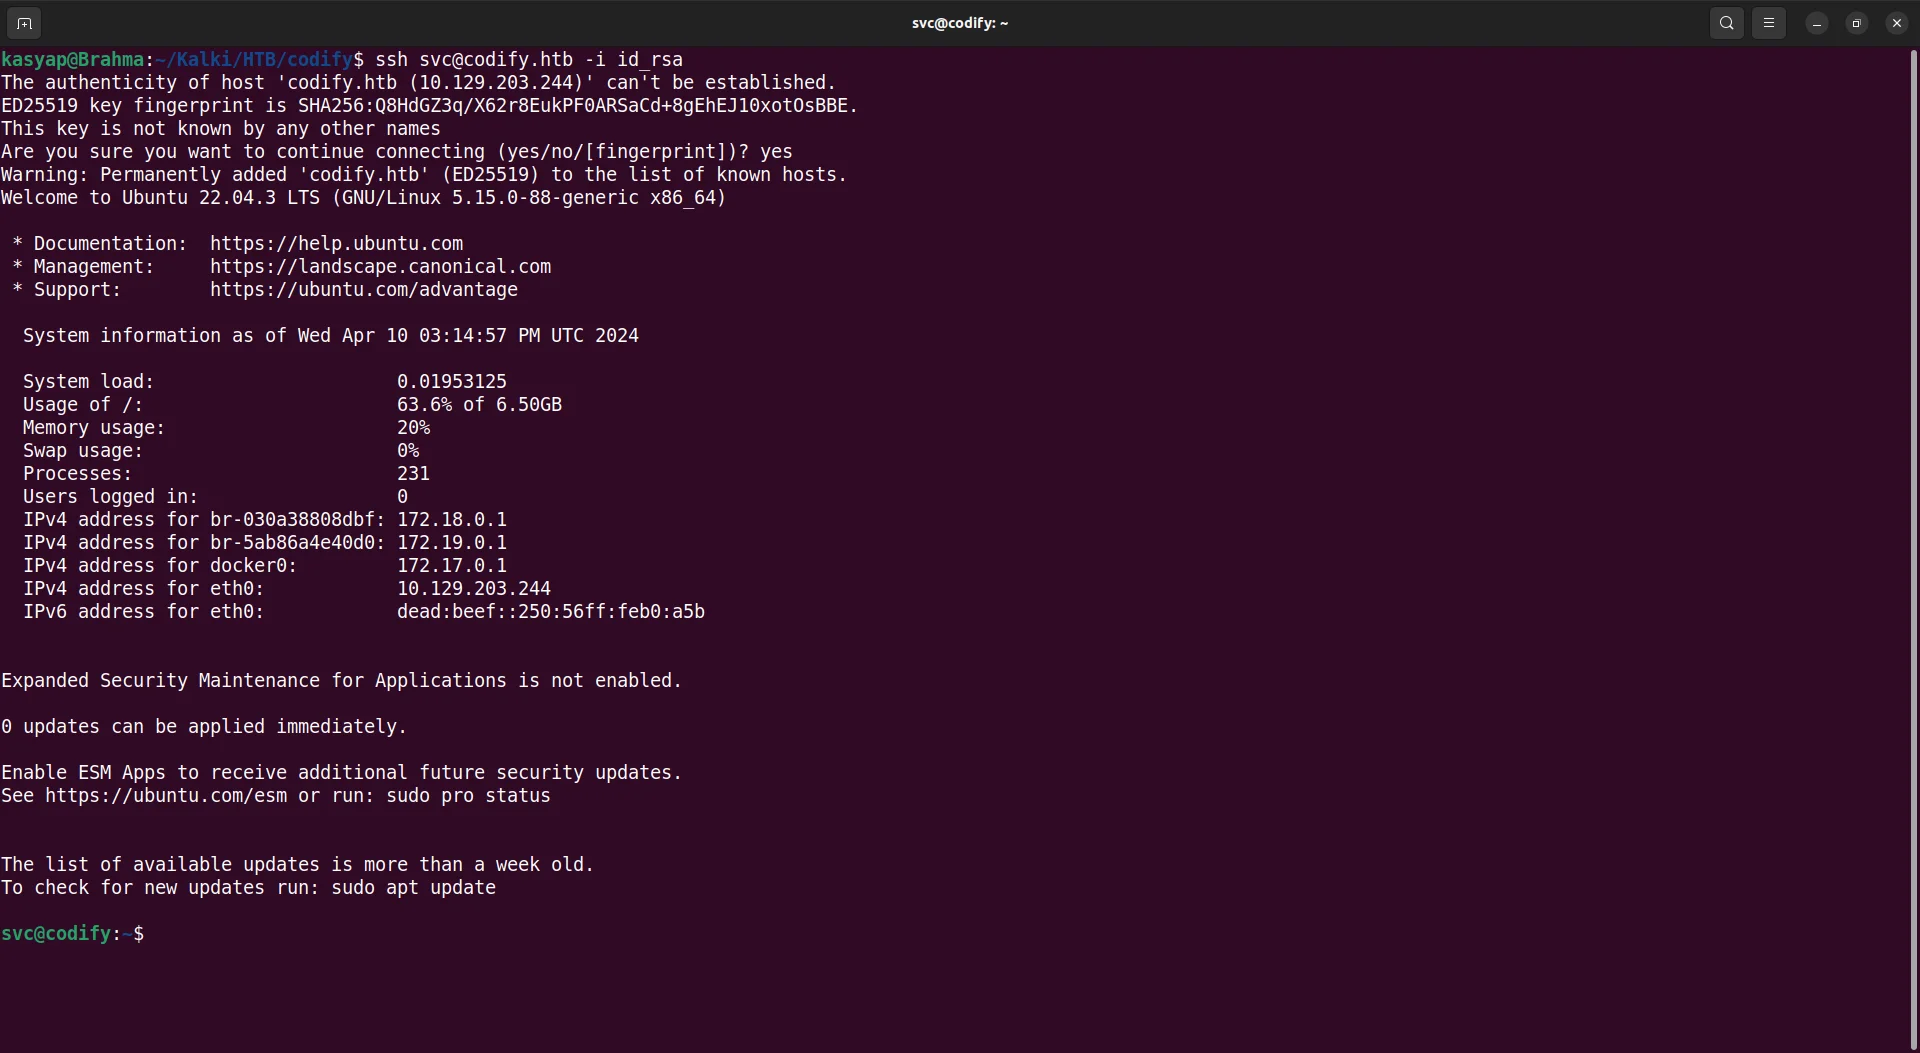 svc@codify: ~
kasyap@Brahma:~/Kalki/HTB/codify$ ssh svc@codify.htb -i id_rsa
The authenticity of host 'codify.htb (10.129.203.244)' can't be established.
ED25519 key fingerprint is SHA256:Q8HdGZ3q/X62r8EukPF0ARSaCd+8gEhEJ10xotOsBBE.
This key is not known by any other names
Are you sure you want to continue connecting (yes/no/[fingerprint])? yes
Warning: Permanently added 'codify.htb' (ED25519) to the list of known hosts.
Welcome to Ubuntu 22.04.3 LTS (GNU/Linux 5.15.0-88-generic x86_64)
* Documentation:  https://help.ubuntu.com
* Management:     https://landscape.canonical.com
* Support:        https://ubuntu.com/advantage
System information as of Wed Apr 10 03:14:57 PM UTC 2024
System load:                      0.01953125
Usage of /:                       63.6% of 6.50GB
Memory usage:                     20%
Swap usage:                       0%
Processes:                        231
Users logged in:                  0
IPv4 address for br-030a38808dbf: 172.18.0.1
IPv4 address for br-5ab86a4e40d0: 172.19.0.1
IPv4 address for docker0:         172.17.0.1
IPv4 address for eth0:            10.129.203.244
IPv6 address for eth0:            dead:beef::250:56ff:feb0:a5b
Expanded Security Maintenance for Applications is not enabled.
0 updates can be applied immediately.
Enable ESM Apps to receive additional future security updates.
See https://ubuntu.com/esm or run: sudo pro status
The list of available updates is more than a week old.
To check for new updates run: sudo apt update
svc@codify:~$